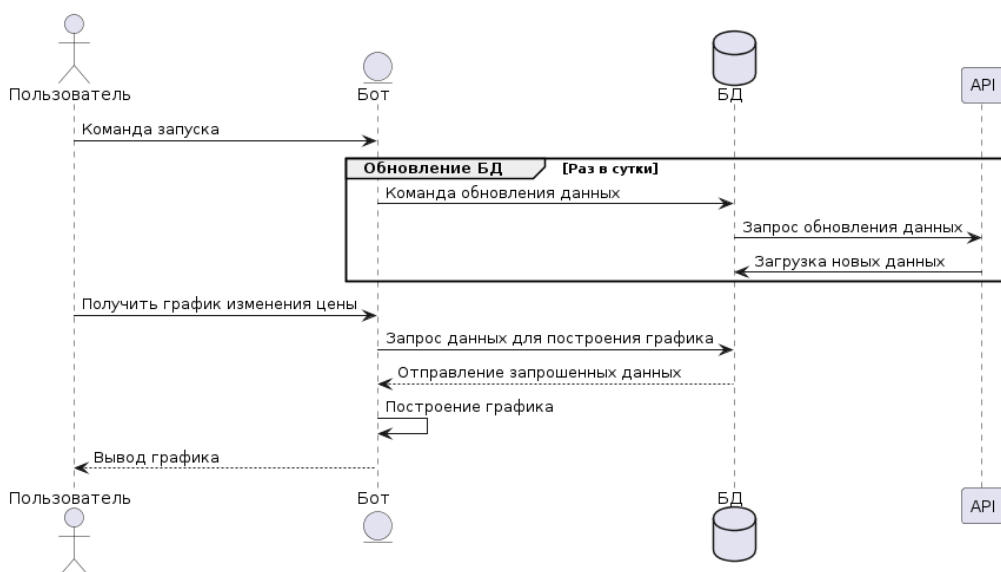 Пользователь
Бот
БД
API
Команда запуска
Обновление БД [Раз в сутки]
Команда обновления данных
Запрос обновления данных
Загрузка новых данных
Получить график изменения цены
Запрос данных для построения графика
Отправление запрошенных данных
Построение графика
Вывод графика
Пользователь
Бот
БД
API